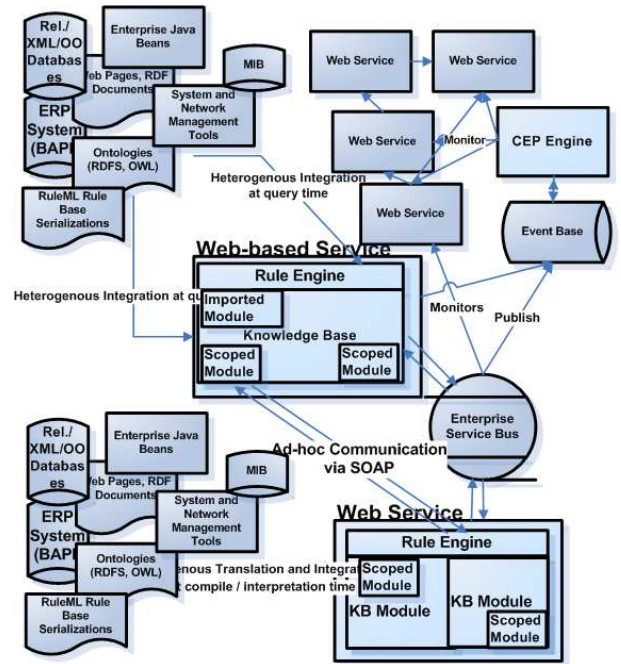 Rel./
XML/OO
Databas
es
Enterprise Java
Beans
eb Pages, RDF
Documents
MIB
System and
Network
Management
Tools
ERP
System
(BAPI
Ontologies
(RDFS, OWL)
RuleML Rule
Base
Serializations
Web Service
Web Service
Web Service
Monitor
CEP Engine
Web Service
Event Base
Heterogenous Integration
at query time
Web-based Service
Rule Engine
Heterogenous Integration at qu
Imported
Module
Knowledge Base
Scoped
Module
Scoped
Module
Monitors
Publish
Enterprise
Service Bus
Ad-hoc Communication
via SOAP
Rel./
XML/OO
Databas
es
Enterprise Java
Beans
eb Pages, RDF
Documents
MIB
System and
Network
Management
Tools
ERP
System
(BAPI
Ontologies
(RDFS, OWL)
RuleML Rule
Base
Serializations
enous Translation and Integrat
t compile / interpretation time
Web Service
Rule Engine
Scoped
Module
KB Module
KB Module
Scoped
Module